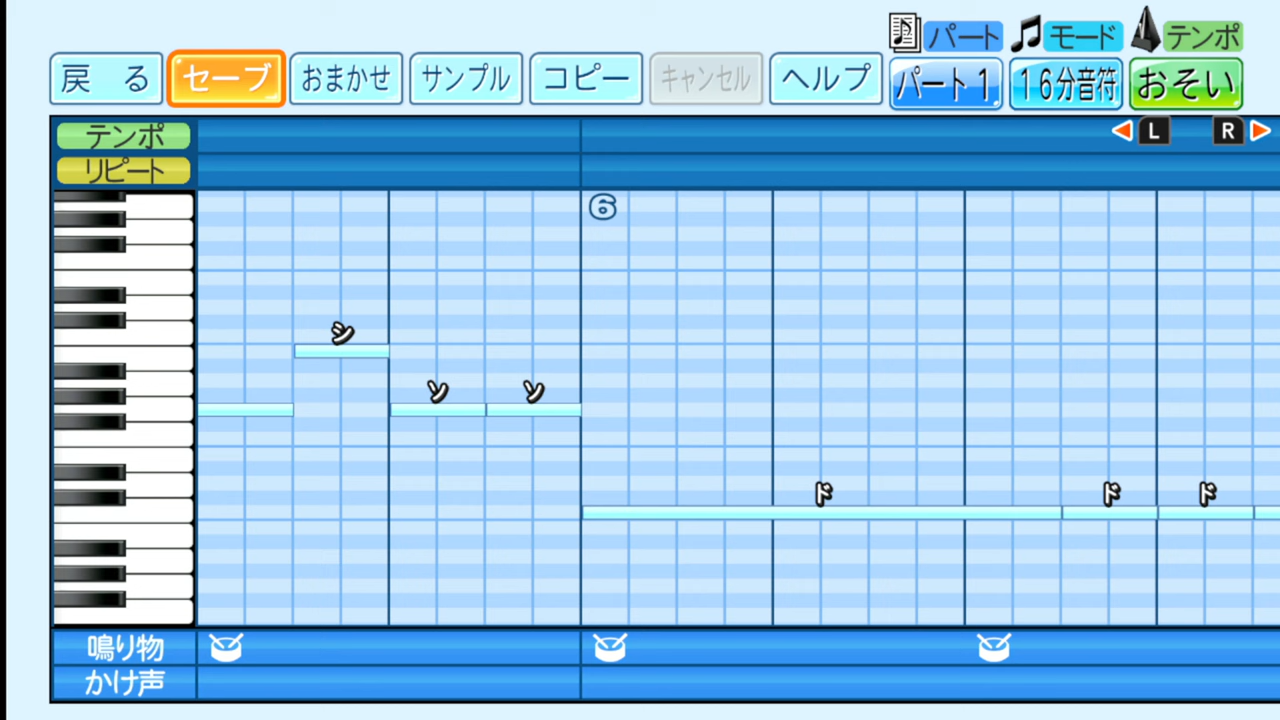 パート モード テンポ
戻 る セーブ おまかせ サンプル コピー キャンセル ヘルプ パート1 16分音符 おそい
テンポ L R
リピート
6
シ
ソ ソ
ド ド ド
鳴り物
かけ声